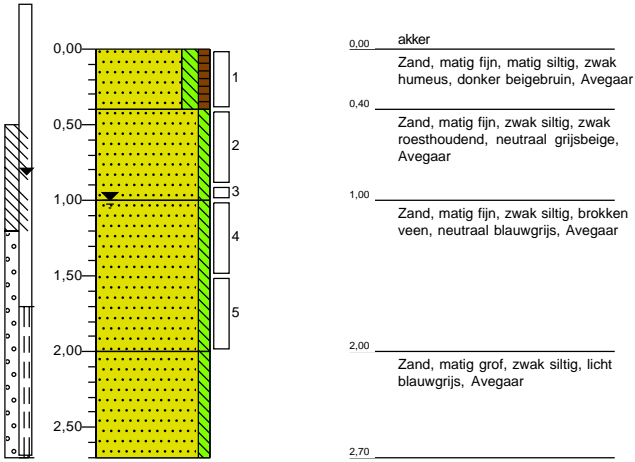 0,00
0,50
1,00
1,50
2,00
2,50
1
2
3
4
5
0,00 akker
Zand, matig fijn, matig siltig, zwak
humeus, donker beigebruin, Avegaar
0,40
Zand, matig fijn, zwak siltig, zwak
roesthoudend, neutraal grijsbeige,
Avegaar
1,00
Zand, matig fijn, zwak siltig, brokken
veen, neutraal blauwgrijs, Avegaar
2,00
Zand, matig grof, zwak siltig, licht
blauwgrijs, Avegaar
2,70